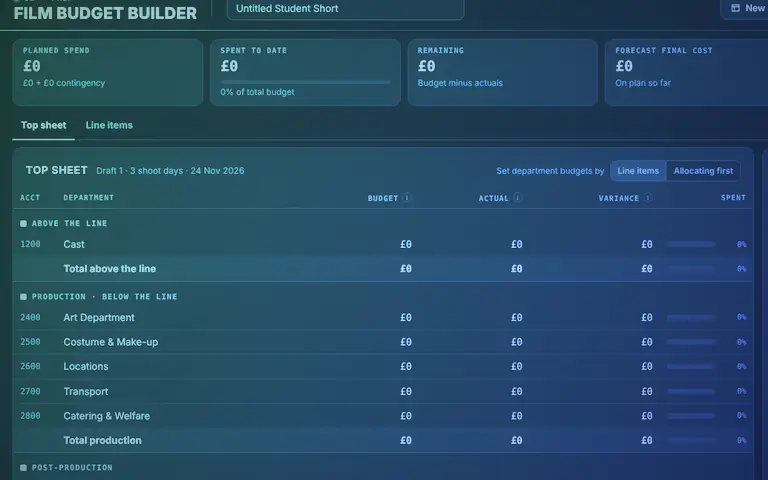 FILM BUDGET BUILDER
Untitled Student Short
New
PLANNED SPEND
£0
£0 + £0 contingency
SPENT TO DATE
£0
0% of total budget
REMAINING
£0
Budget minus actuals
FORECAST FINAL COST
£0
On plan so far
Top sheet Line items
TOP SHEET Draft 1 · 3 shoot days · 24 Nov 2026
Set department budgets by Line items Allocating first
ACCT DEPARTMENT BUDGET ACTUAL VARIANCE SPENT
ABOVE THE LINE
1200 Cast £0 £0 £0 0%
Total above the line £0 £0 £0 0%
PRODUCTION · BELOW THE LINE
2400 Art Department £0 £0 £0 0%
2500 Costume & Make-up £0 £0 £0 0%
2600 Locations £0 £0 £0 0%
2700 Transport £0 £0 £0 0%
2800 Catering & Welfare £0 £0 £0 0%
Total production £0 £0 £0 0%
POST-PRODUCTION